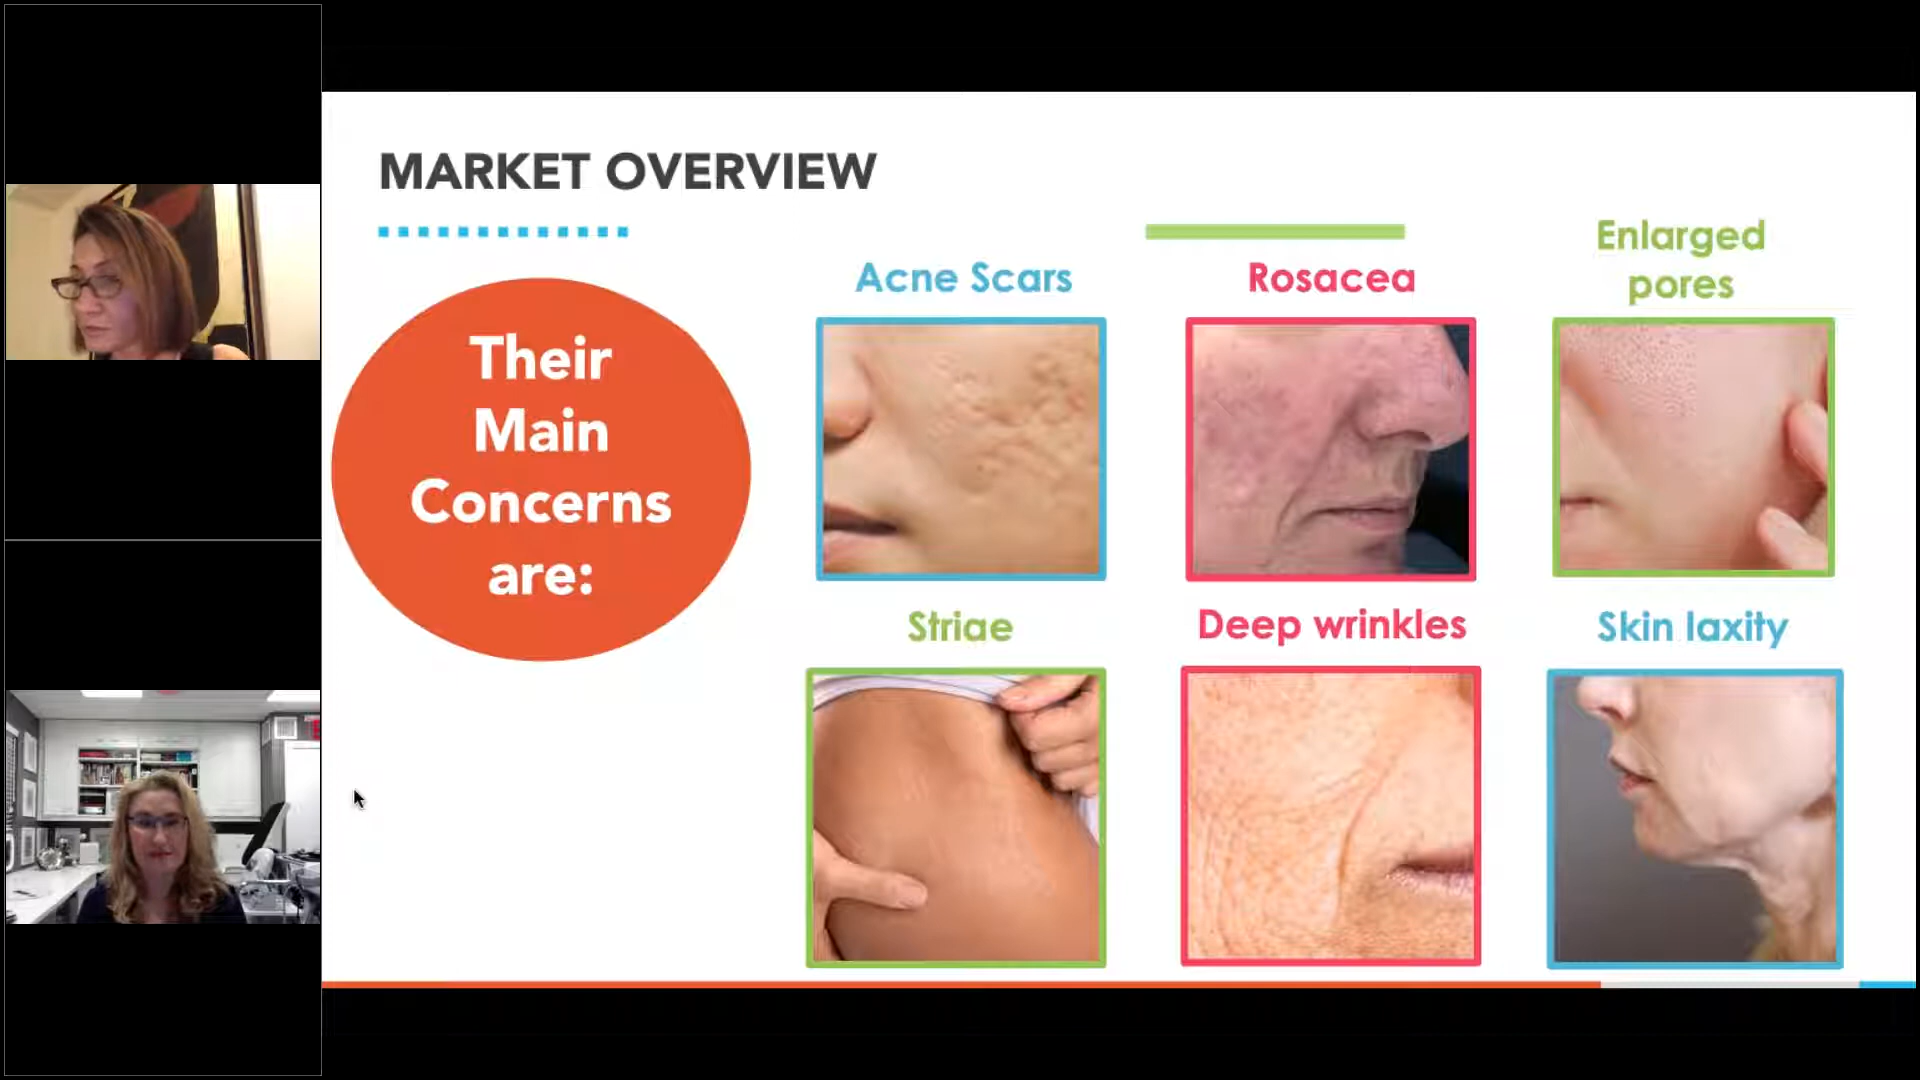 MARKET OVERVIEW
Their
Main
Concerns
are:
Acne Scars
Rosacea
Enlarged
pores
Striae
Deep wrinkles
Skin laxity